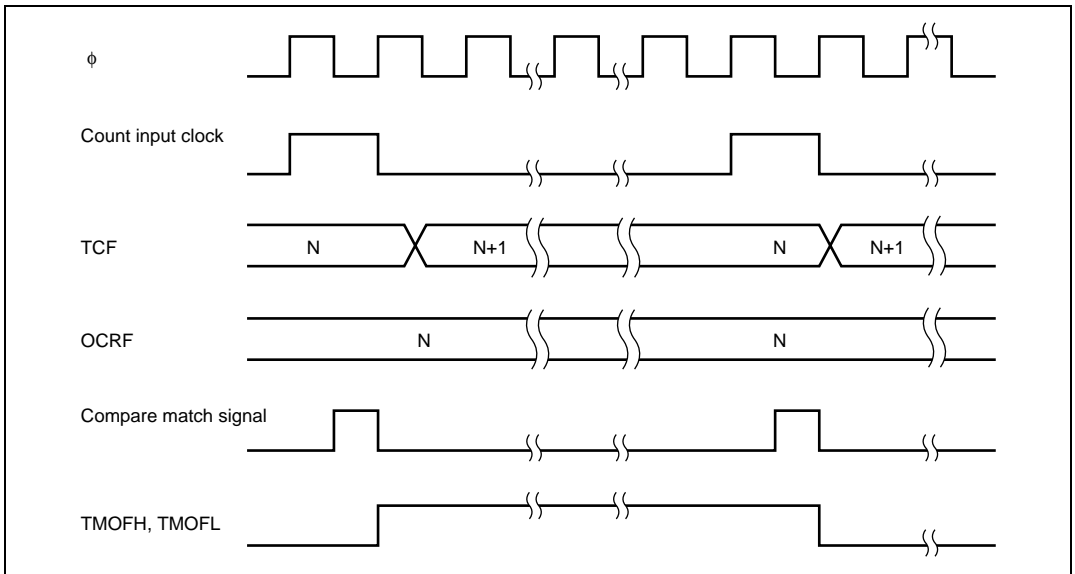 ϕ
Count input clock
TCF N N+1 N N+1
OCRF N N
Compare match signal
TMOFH, TMOFL